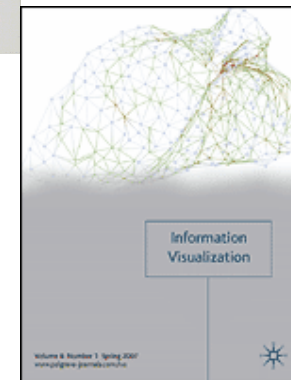 Information
Visualization
Volume 6 Number 1 Spring 2007
www.palgrave-journals.com/ivs